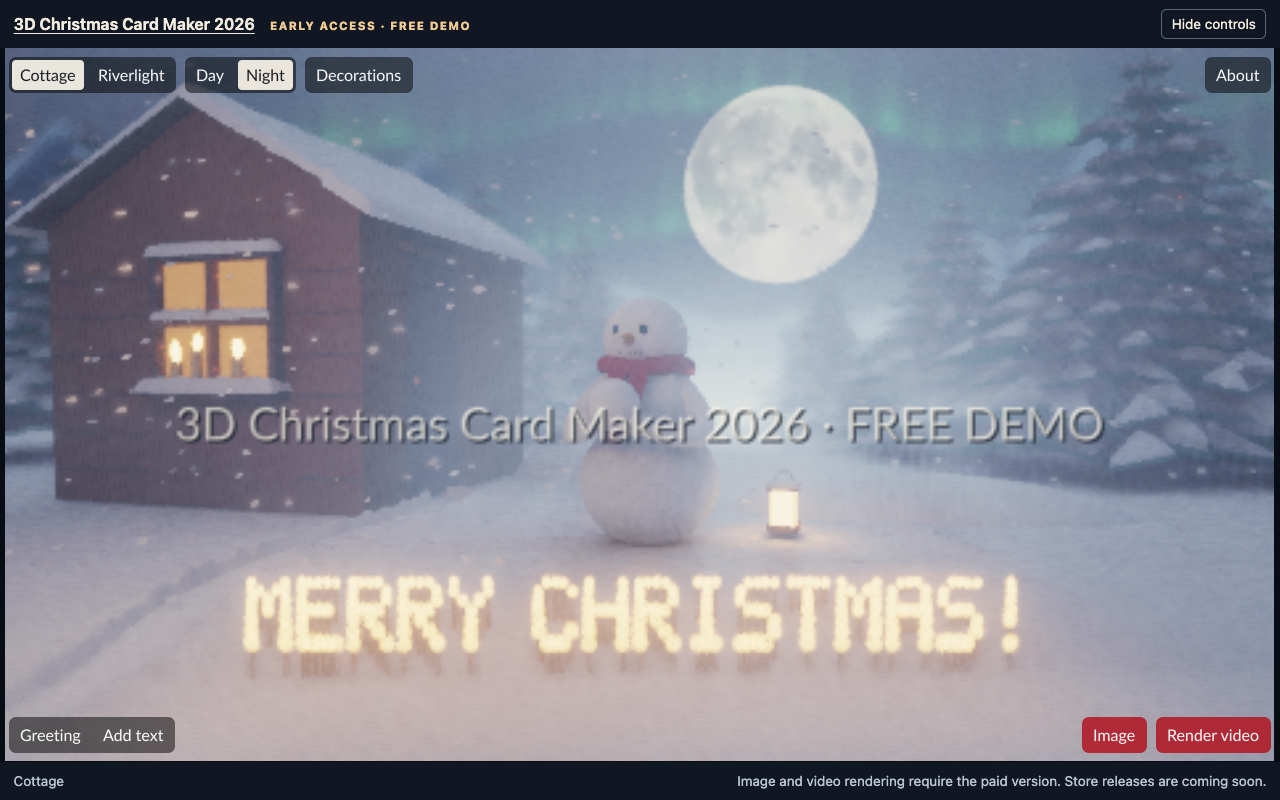 3D Christmas Card Maker 2026 EARLY ACCESS · FREE DEMO Hide controls
Cottage Riverlight Day Night Decorations About
3D Christmas Card Maker 2026 · FREE DEMO
MERRY CHRISTMAS!
Greeting Add text Image Render video
Cottage Image and video rendering require the paid version. Store releases are coming soon.